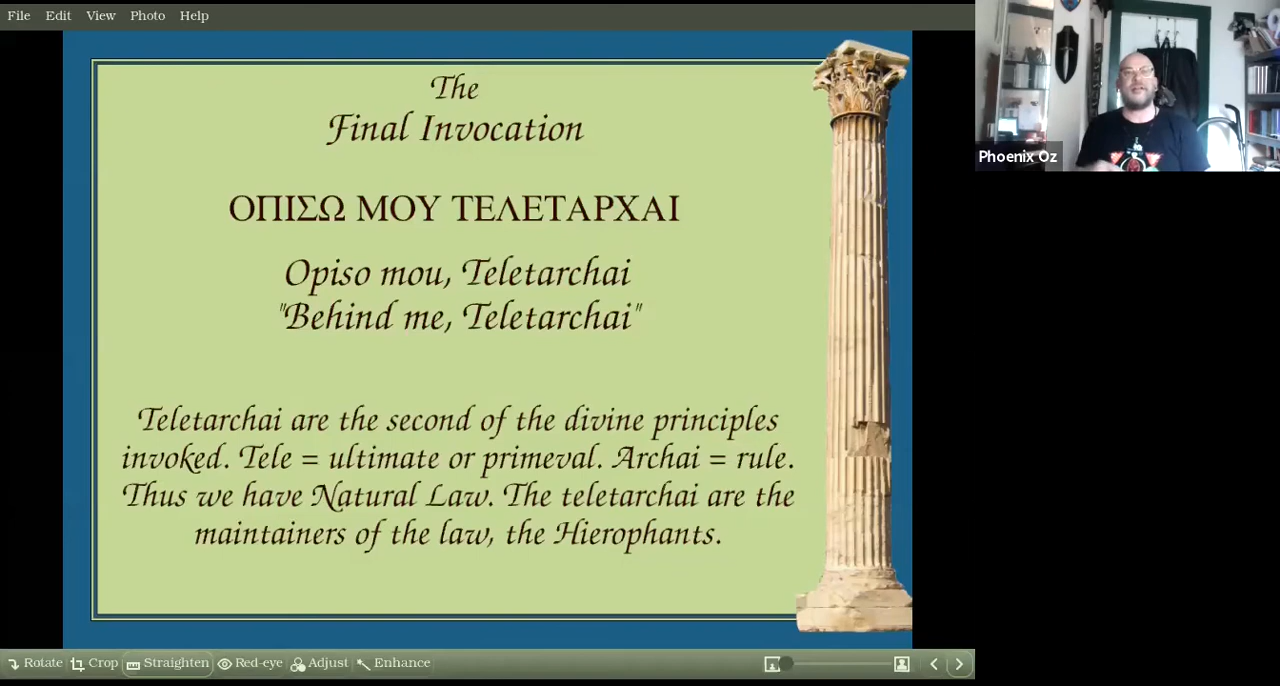 File Edit View Photo Help
The
Final Invocation
ΟΠΙΣΩ ΜΟΥ ΤΕΛΕΤΑΡΧΑΙ
Opiso mou, Teletarchai
"Behind me, Teletarchai"
Teletarchai are the second of the divine principles
invoked. Tele = ultimate or primeval. Archai = rule.
Thus we have Natural Law. The teletarchai are the
maintainers of the law, the Hierophants.
Phoenix Oz
Rotate Crop Straighten Red-eye Adjust Enhance